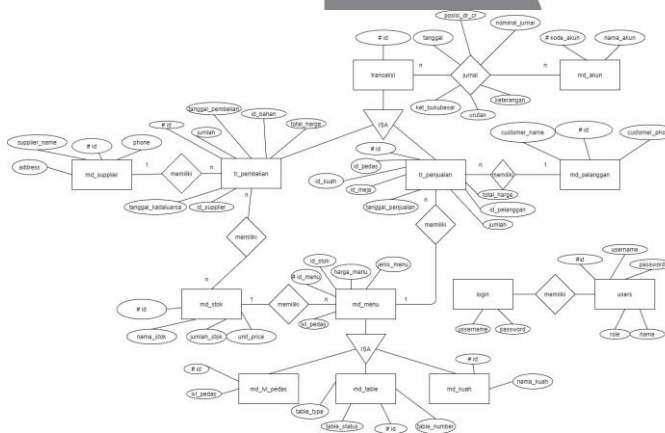 posisi_dr_cr
# id
tanggal
nominal_jurnal
# kode_akun
nama_akun
transaksi
n
jurnal
n
md_akun
ket_bukubesar
urutan
keterangan
ISA
tanggal_pembelian
id_bahan
# id
jumlah
total_harga
supplier_name
# id
phone
address
md_supplier
1
memiliki
n
tr_pembelian
tanggal_kadaluarsa
id_supplier
n
# id
id_pedas
id_kuah
id_meja
tr_penjualan
n
memiliki
1
md_pelanggan
customer_name
# id
total_harga
tanggal_penjualan
id_pelanggan
jumlah
n
memiliki
memiliki
n
id_stok
harga_menu
jenis_menu
# id_menu
lvl_pedas
# id
md_stok
1
memiliki
n
md_menu
1
nama_stok
jumlah_stok
unit_price
username
#id
password
login
memiliki
users
password
role
name
ISA
# id
lvl_pedas
md_lvl_pedas
md_table
md_kuah
# id
nama_kuah
table_type
table_status
# id
table_number